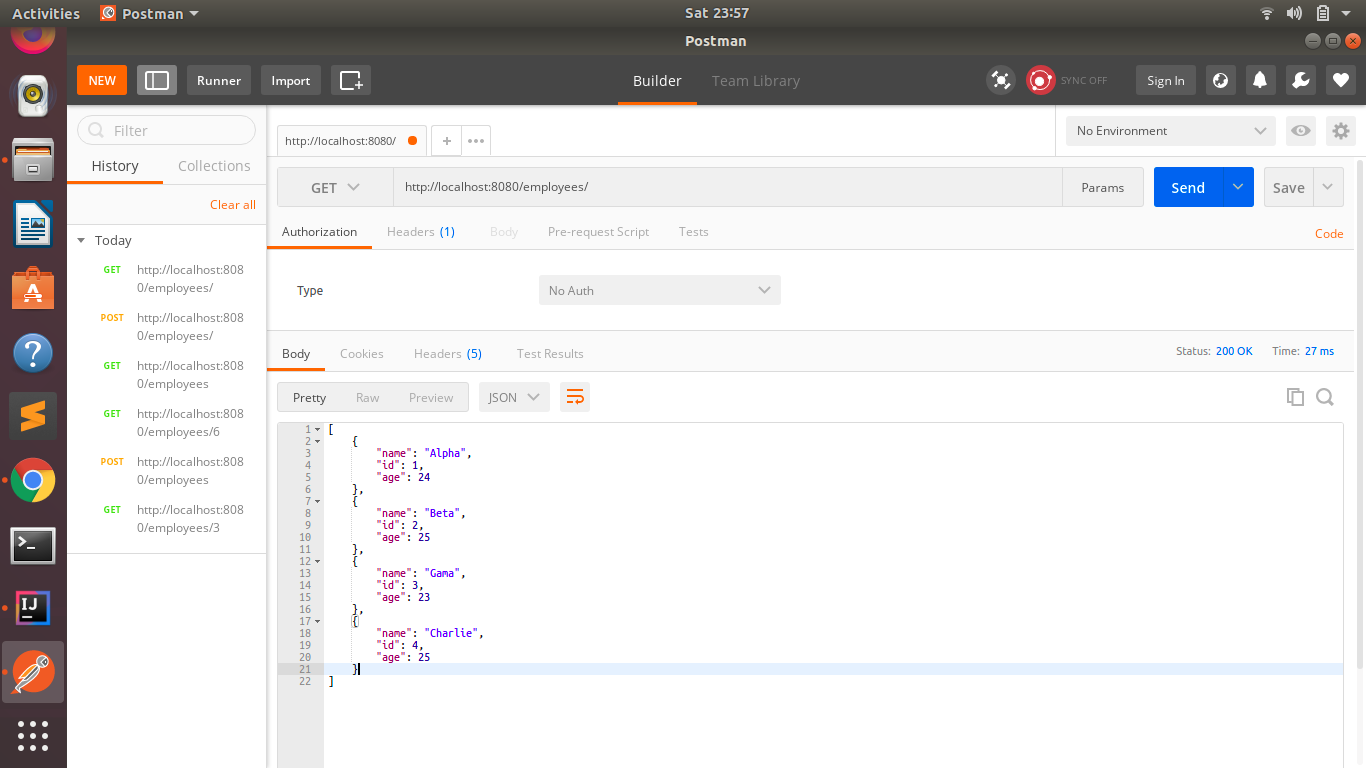 Activities Postman Sat 23:57
Postman
NEW Runner Import Builder Team Library SYNC OFF Sign In
Filter
History Collections
Clear all
Today
GET http://localhost:808
0/employees/
POST http://localhost:808
0/employees/
GET http://localhost:808
0/employees
GET http://localhost:808
0/employees/6
POST http://localhost:808
0/employees
GET http://localhost:808
0/employees/3
http://localhost:8080/ + ••• No Environment
GET http://localhost:8080/employees/ Params Send Save
Authorization Headers (1) Body Pre-request Script Tests Code
Type No Auth
Body Cookies Headers (5) Test Results Status: 200 OK Time: 27 ms
Pretty Raw Preview JSON
1 [
2 {
3 "name": "Alpha",
4 "id": 1,
5 "age": 24
6 },
7 {
8 "name": "Beta",
9 "id": 2,
10 "age": 25
11 },
12 {
13 "name": "Gama",
14 "id": 3,
15 "age": 23
16 },
17 {
18 "name": "Charlie",
19 "id": 4,
20 "age": 25
21 }
22 ]
IJ